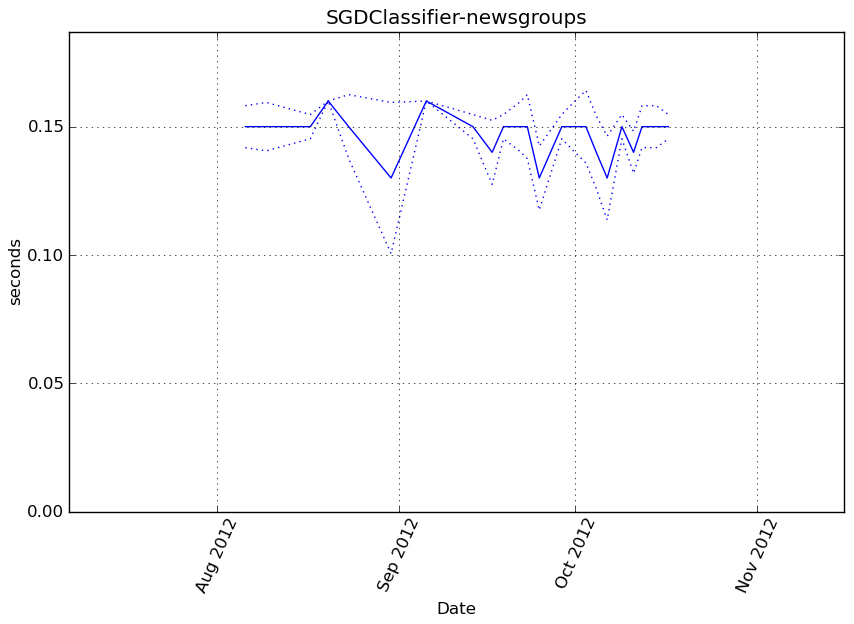 SGDClassifier-newsgroups
seconds
0.15
0.10
0.05
0.00
Aug 2012
Sep 2012
Oct 2012
Nov 2012
Date